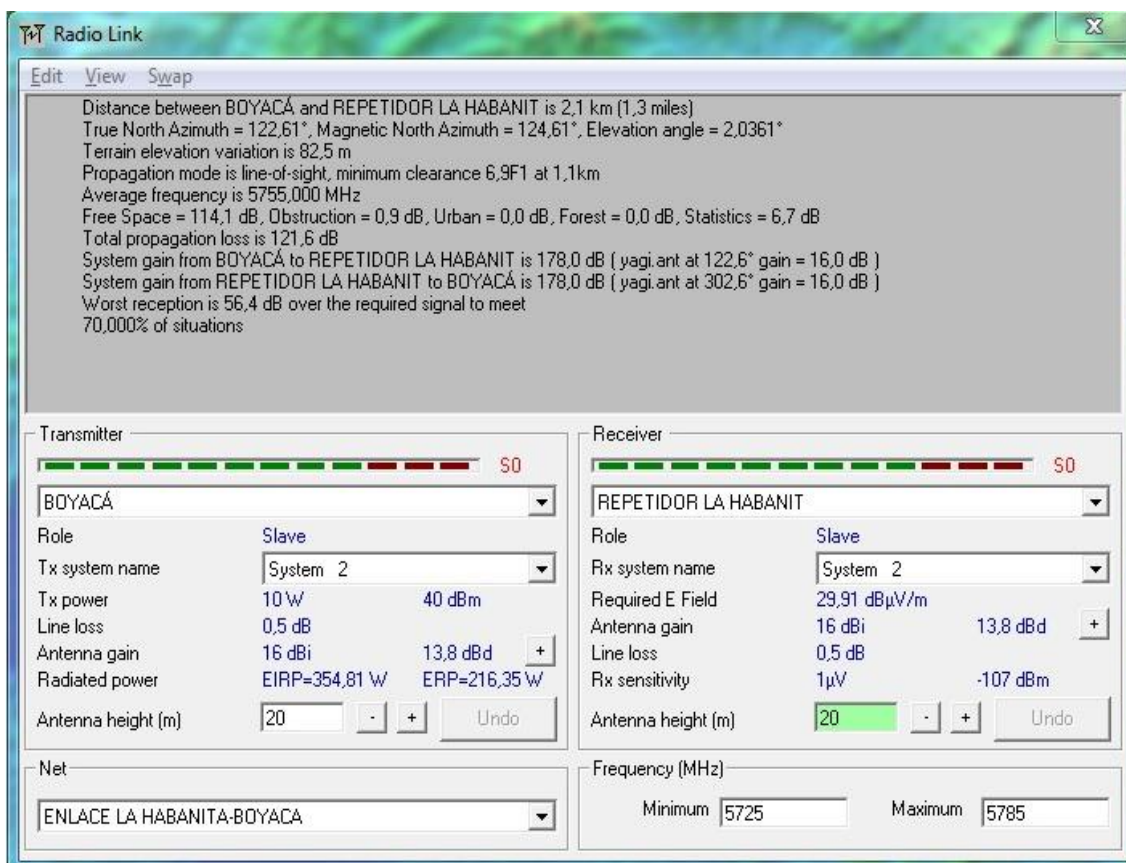 Radio Link
Edit View Swap
Distance between BOYACÁ and REPETIDOR LA HABANIT is 2,1 km (1,3 miles)
True North Azimuth = 122,61°, Magnetic North Azimuth = 124,61°, Elevation angle = 2,0361°
Terrain elevation variation is 82,5 m
Propagation mode is line-of-sight, minimum clearance 6,9F1 at 1,1km
Average frequency is 5755,000 MHz
Free Space = 114,1 dB, Obstruction = 0,9 dB, Urban = 0,0 dB, Forest = 0,0 dB, Statistics = 6,7 dB
Total propagation loss is 121,6 dB
System gain from BOYACÁ to REPETIDOR LA HABANIT is 178,0 dB ( yagi.ant at 122,6° gain = 16,0 dB )
System gain from REPETIDOR LA HABANIT to BOYACÁ is 178,0 dB ( yagi.ant at 302,6° gain = 16,0 dB )
Worst reception is 56,4 dB over the required signal to meet
70,000% of situations
Transmitter
S0
BOYACÁ
Role Slave
Tx system name System 2
Tx power 10 W 40 dBm
Line loss 0,5 dB
Antenna gain 16 dBi 13,8 dBd +
Radiated power EIRP=354,81 W ERP=216,35 W
Antenna height (m) 20 - + Undo
Net
ENLACE LA HABANITA-BOYACA
Receiver
S0
REPETIDOR LA HABANIT
Role Slave
Rx system name System 2
Required E Field 29,91 dBµV/m
Antenna gain 16 dBi 13,8 dBd +
Line loss 0,5 dB
Rx sensitivity 1µV -107 dBm
Antenna height (m) 20 - + Undo
Frequency (MHz)
Minimum 5725 Maximum 5785